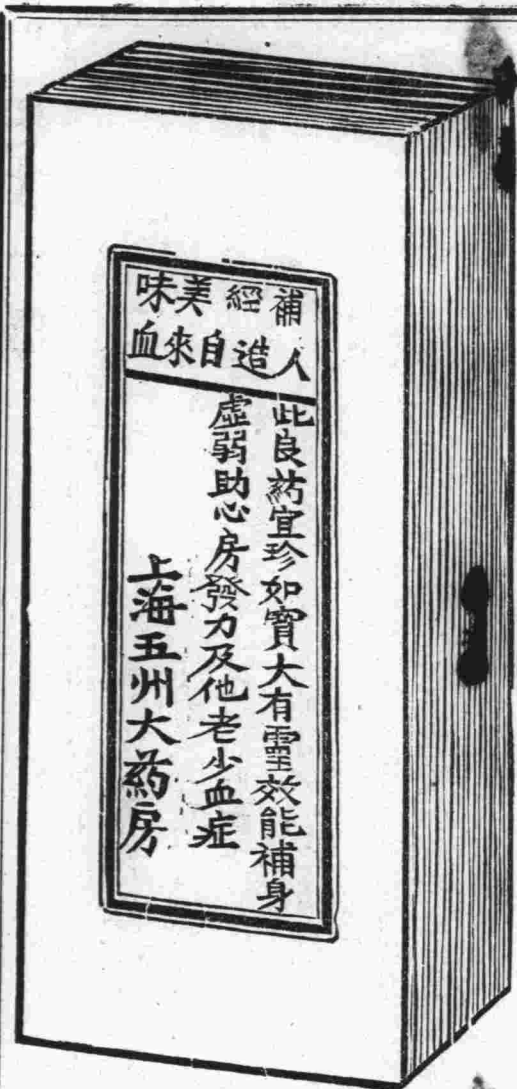 補經美味
人造自來血
此良葯宜珍如寶大有靈效能補身
虛弱助心房發力及他老少血症
上海五州大葯房